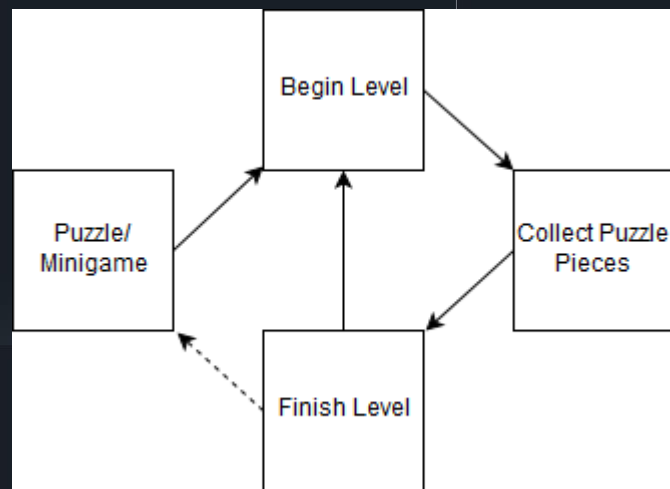 Begin Level
Puzzle/
Minigame
Collect Puzzle
Pieces
Finish Level